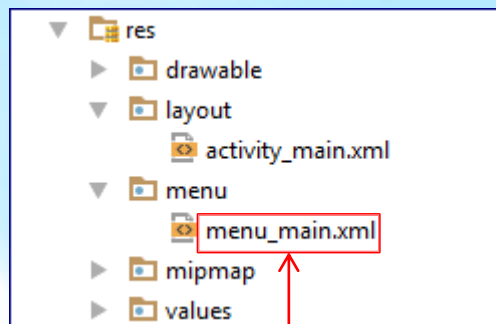 res
drawable
layout
activity_main.xml
menu
menu_main.xml
mipmap
values